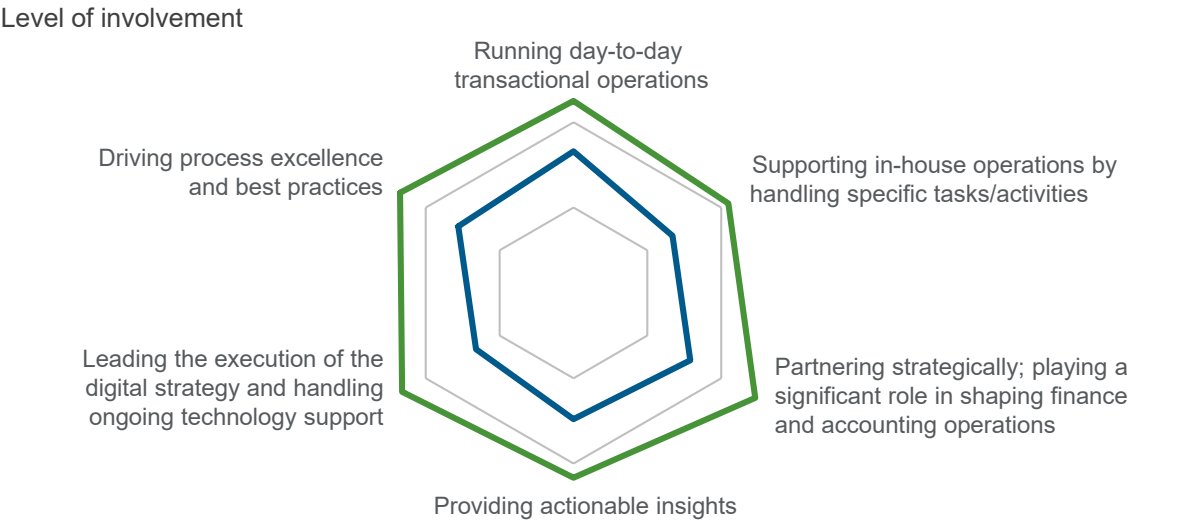 Level of involvement
Running day-to-day
transactional operations
Supporting in-house operations by
handling specific tasks/activities
Partnering strategically; playing a
significant role in shaping finance
and accounting operations
Providing actionable insights
Leading the execution of the
digital strategy and handling
ongoing technology support
Driving process excellence
and best practices